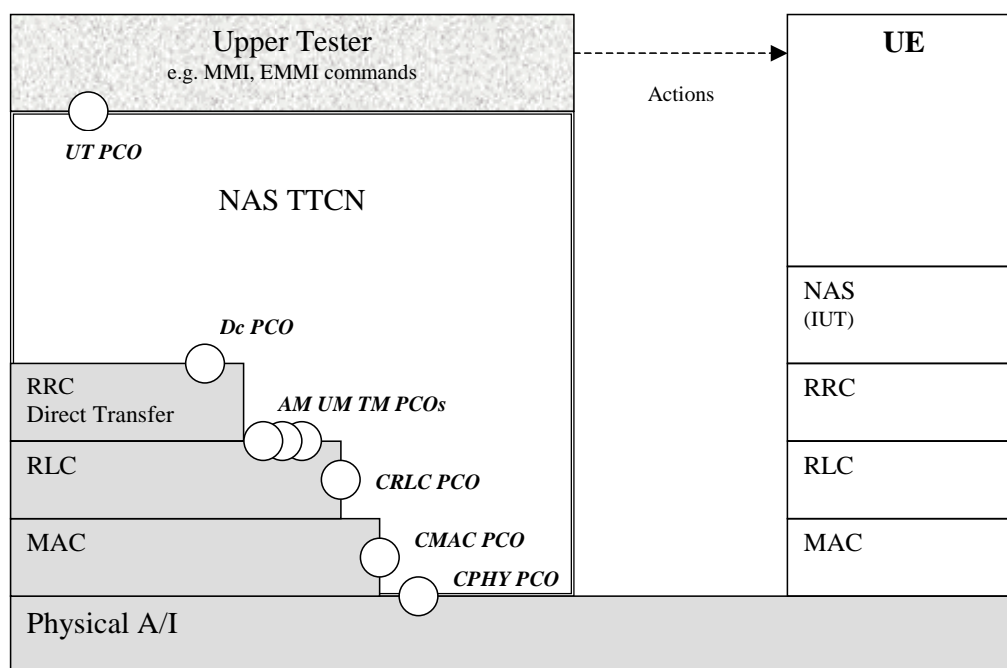 Upper Tester
e.g. MMI, EMMI commands
UE
Actions
UT PCO
NAS TTCN
NAS
(IUT)
Dc PCO
RRC
Direct Transfer
AM UM TM PCOs
RRC
RLC
CRLC PCO
RLC
MAC
CMAC PCO
MAC
CPHY PCO
Physical A/I